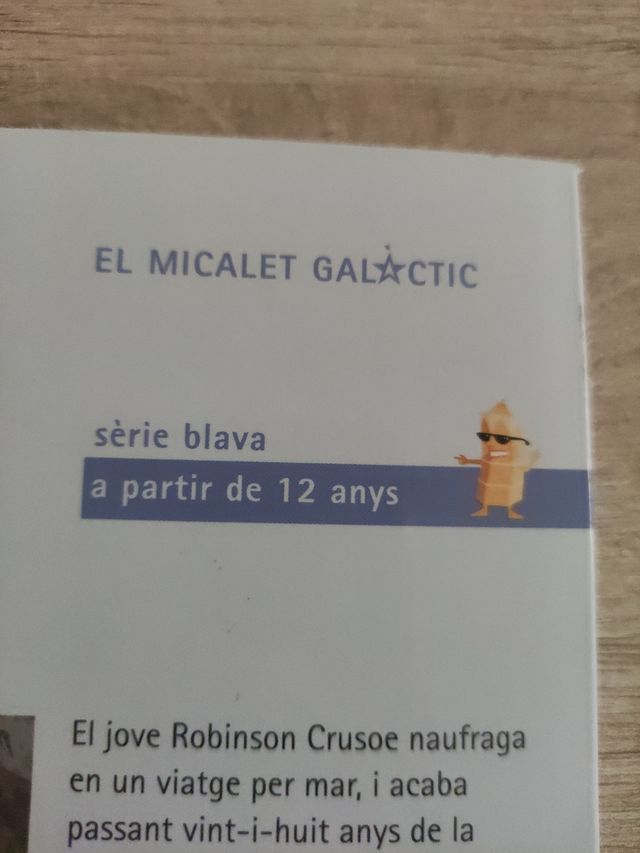 EL MICALET GALÀCTIC
sèrie blava
a partir de 12 anys
El jove Robinson Crusoe naufraga
en un viatge per mar, i acaba
passant vint-i-huit anys de la